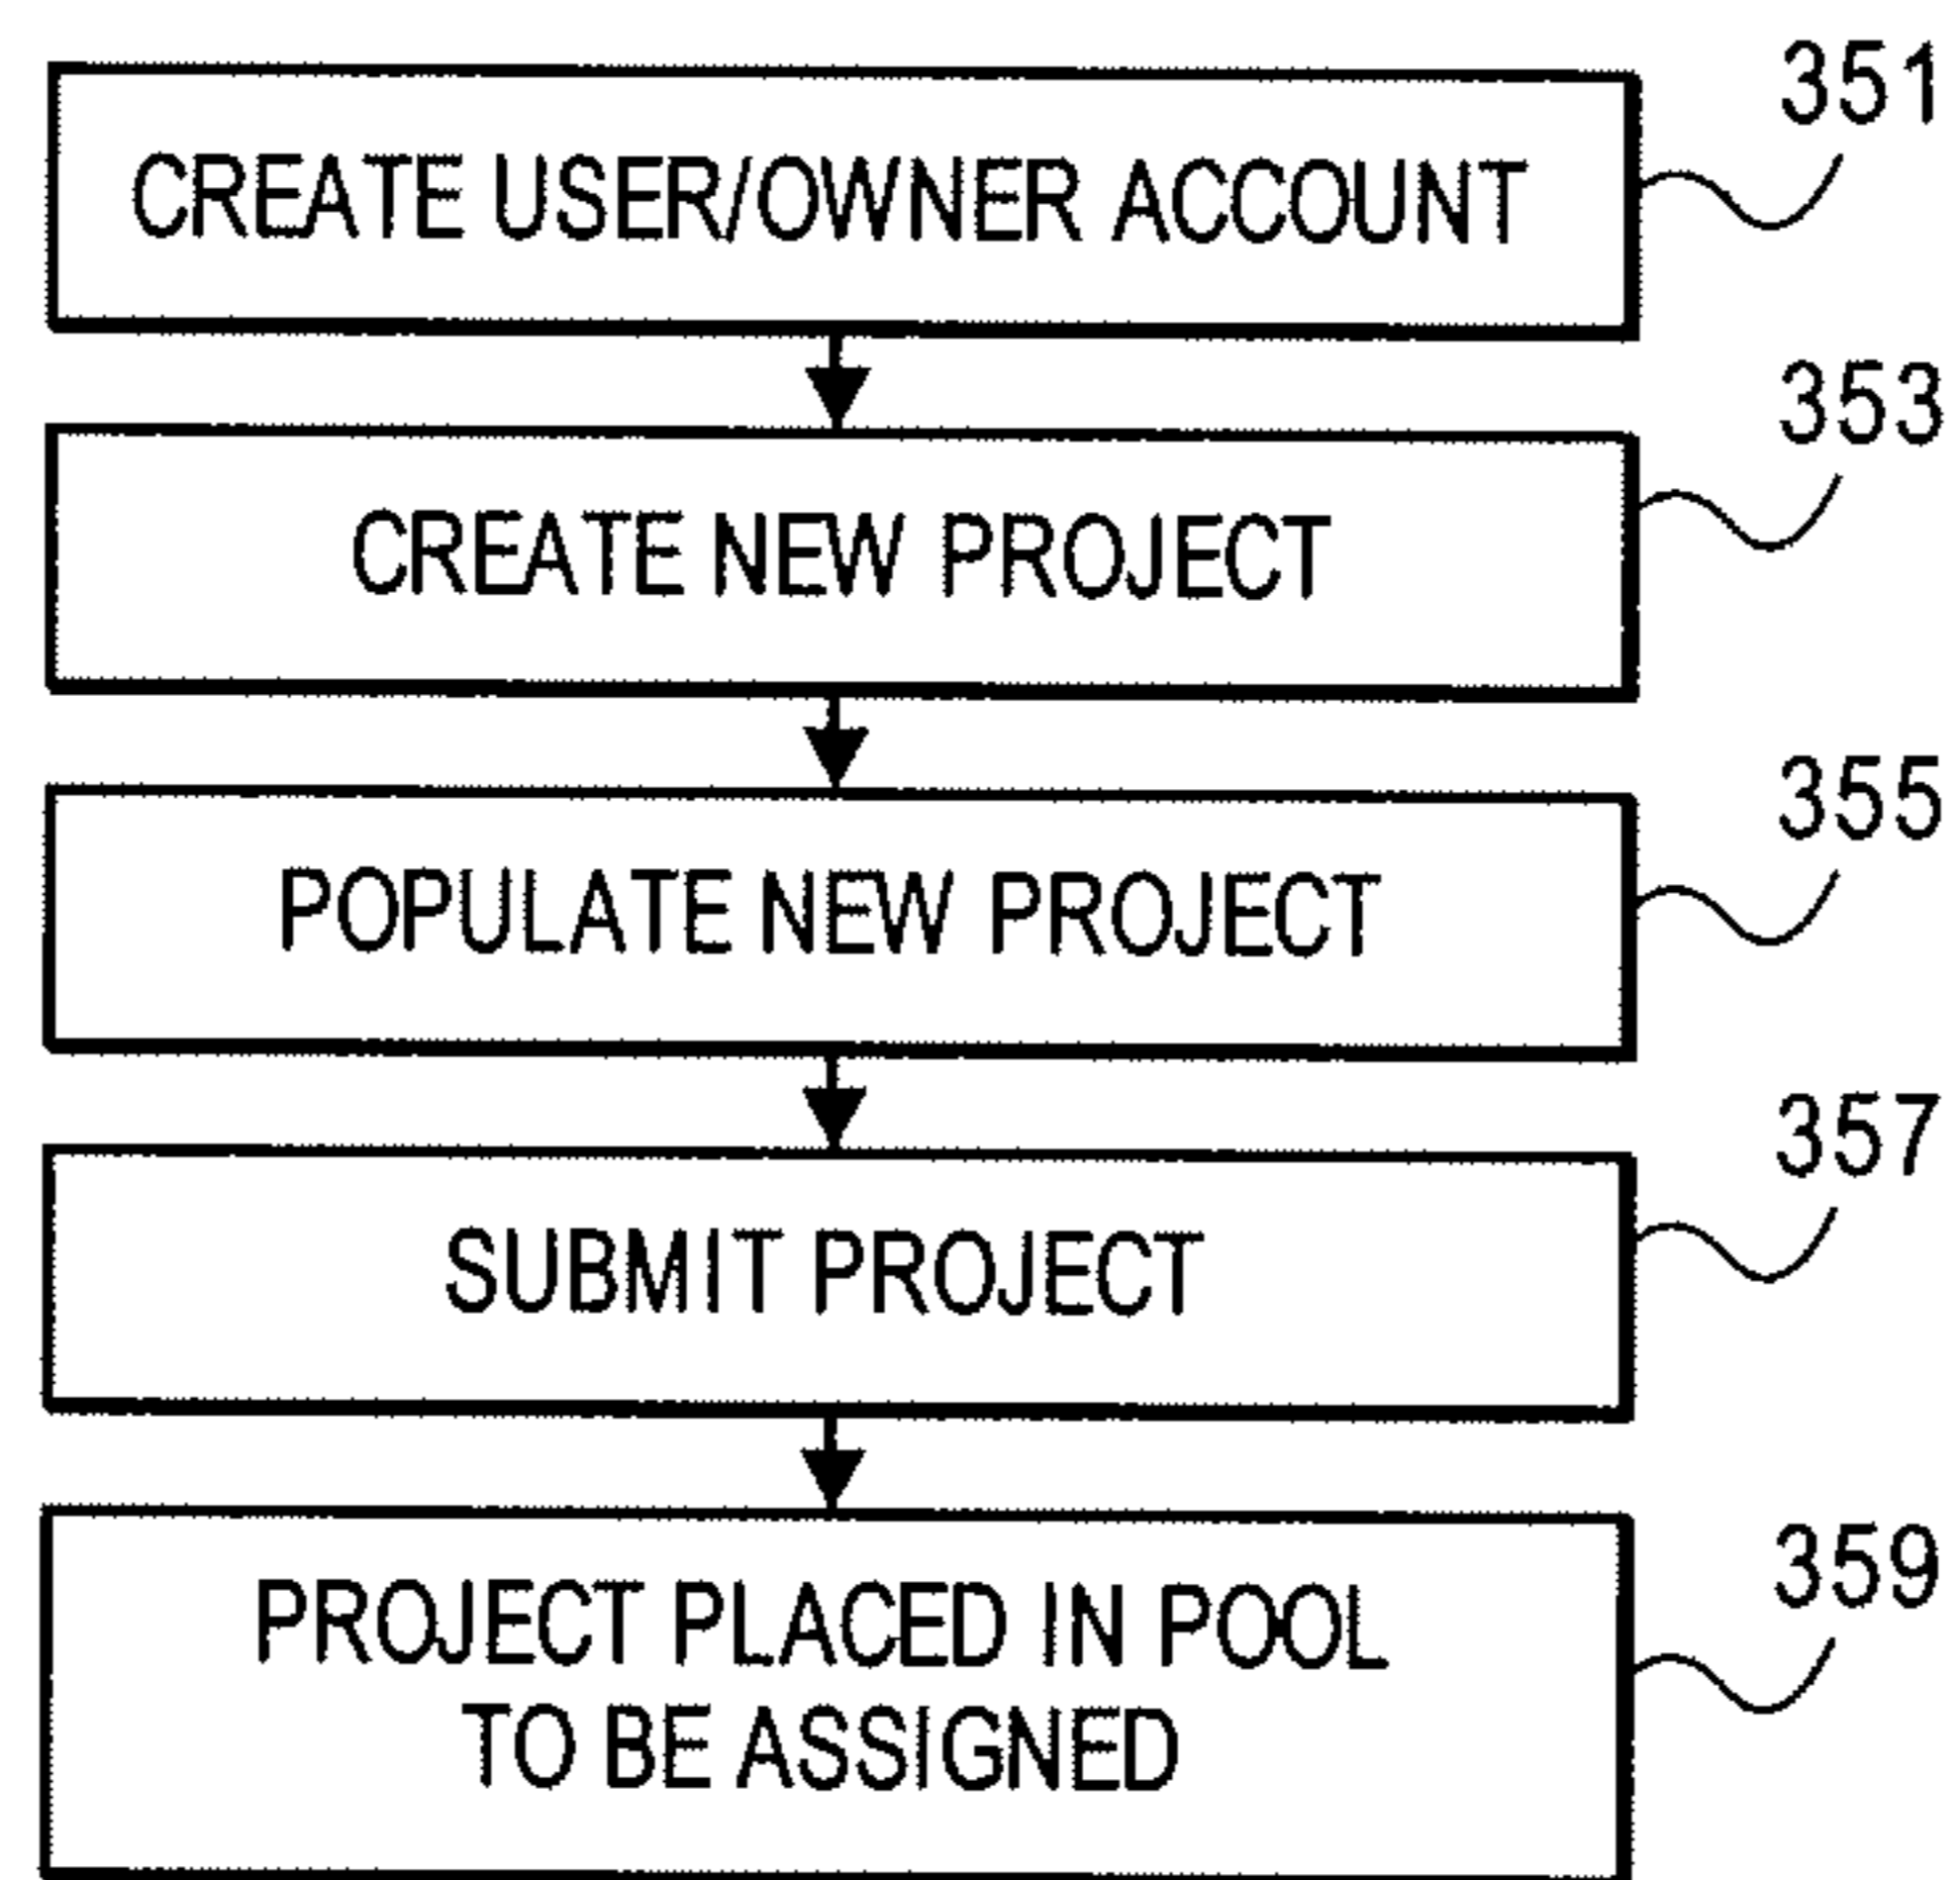 351
CREATE USER/OWNER ACCOUNT
353
CREATE NEW PROJECT
355
POPULATE NEW PROJECT
357
SUBMIT PROJECT
359
PROJECT PLACED IN POOL
TO BE ASSIGNED